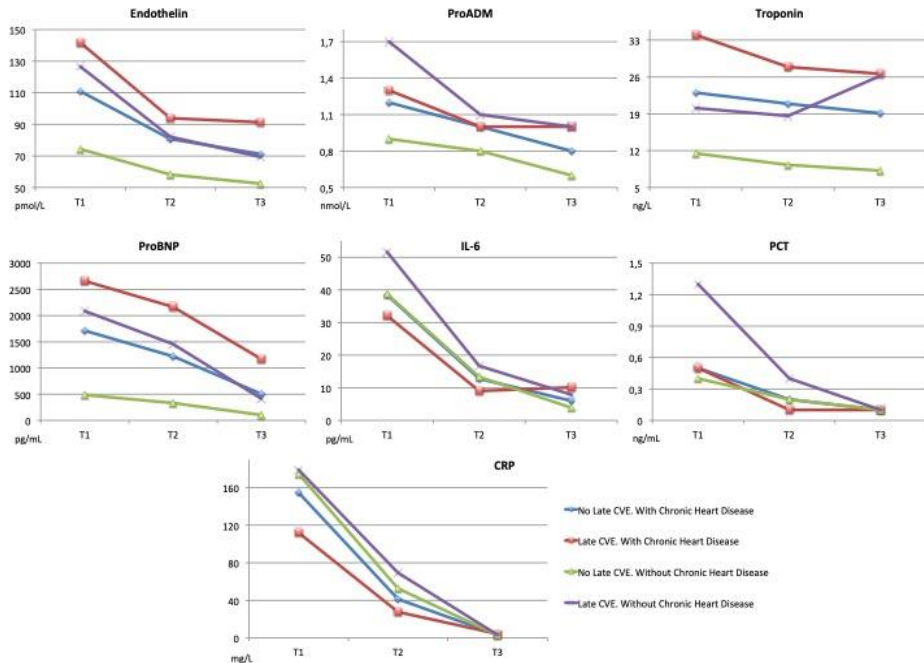 Endothelin
150
130
110
90
70
50
pmol/L
T1 T2 T3
ProADM
1,7
1,4
1,1
0,8
0,5
nmol/L
T1 T2 T3
Troponin
33
26
19
12
5
ng/L
T1 T2 T3
ProBNP
3000
2500
2000
1500
1000
500
0
pg/mL
T1 T2 T3
IL-6
50
40
30
20
10
0
pg/mL
T1 T2 T3
PCT
1,5
1,2
0,9
0,6
0,3
0
ng/mL
T1 T2 T3
CRP
160
120
80
40
0
mg/L
T1 T2 T3
No Late CVE. With Chronic Heart Disease
Late CVE. With Chronic Heart Disease
No Late CVE. Without Chronic Heart Disease
Late CVE. Without Chronic Heart Disease